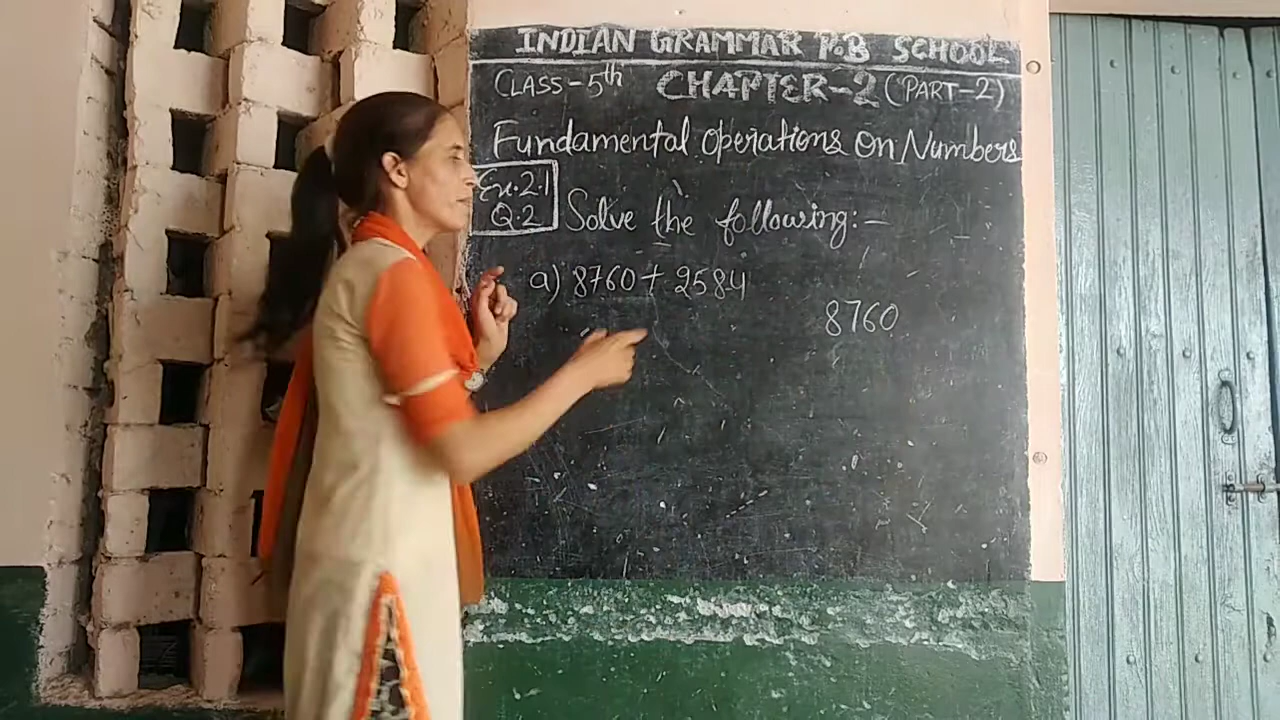 INDIAN GRAMMAR P.B SCHOOL
CLASS-5th CHAPTER-2 (PART-2)
Fundamental Operations On Numbers
Ex.2.1
Q.2
Solve the following:-
a) 8760 + 2584
8760